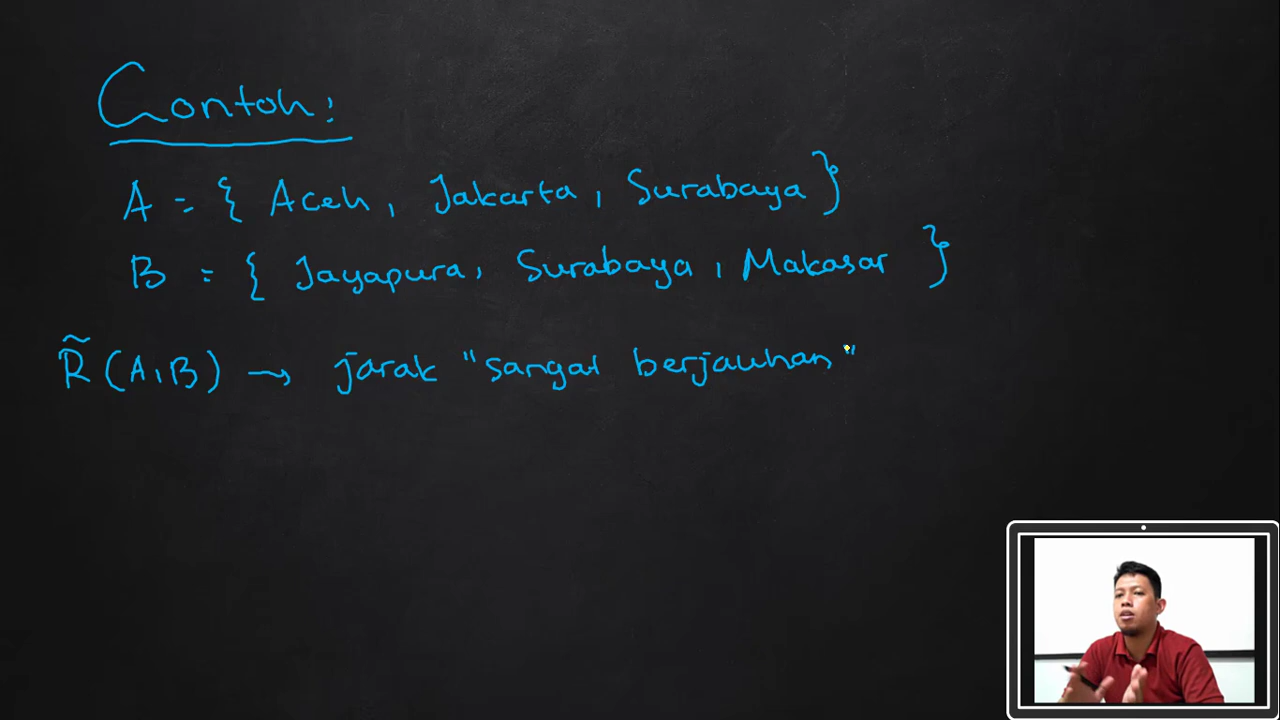 Contoh:
A = { Aceh, Jakarta, Surabaya }
B = { Jayapura, Surabaya, Makasar }
R̃ (A,B) → jarak "sangat berjauhan"